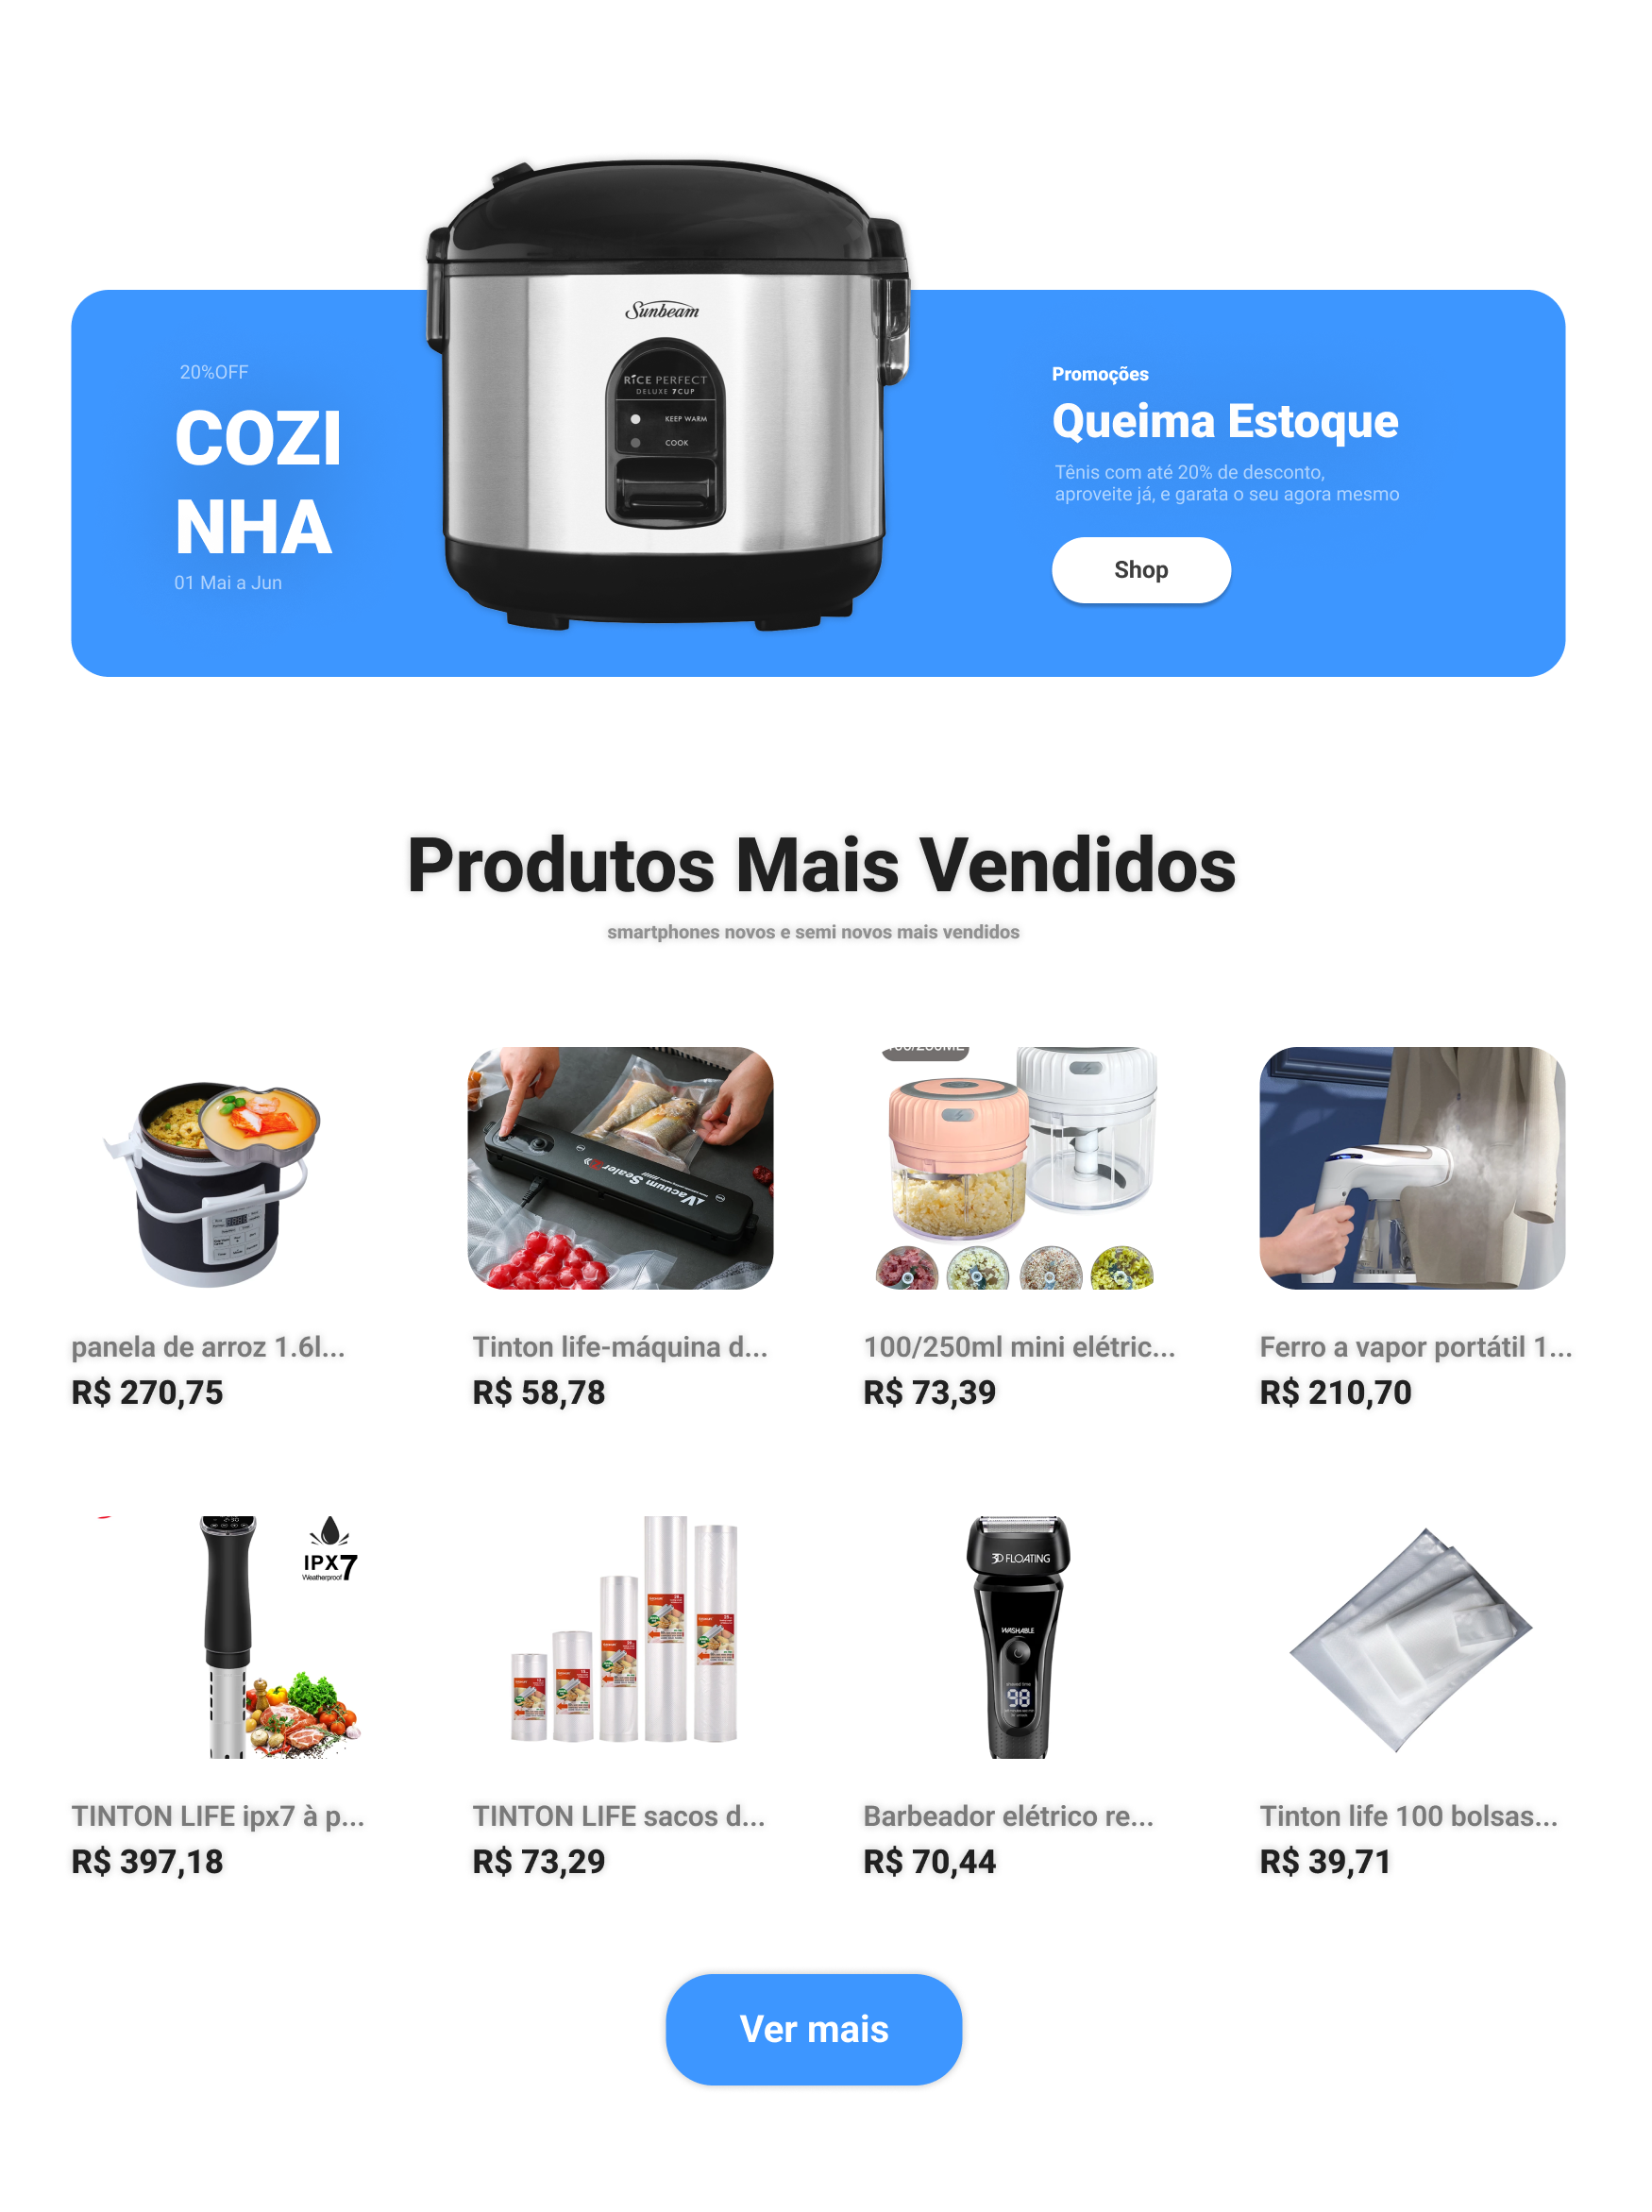 20%OFF
COZI
NHA
01 Mai a Jun
Sunbeam
RICE PERFECT
DELUXE 7CUP
KEEP WARM
COOK
Promoções
Queima Estoque
Tênis com até 20% de desconto,
aproveite já, e garata o seu agora mesmo
Shop
Produtos Mais Vendidos
smartphones novos e semi novos mais vendidos
Vacuum Sealer
panela de arroz 1.6l...
R$ 270,75
Tinton life-máquina d...
R$ 58,78
100/250ml mini elétric...
R$ 73,39
Ferro a vapor portátil 1...
R$ 210,70
IPX7
Weatherproof
3D FLOATING
WASHABLE
98
TINTON LIFE ipx7 à p...
R$ 397,18
TINTON LIFE sacos d...
R$ 73,29
Barbeador elétrico re...
R$ 70,44
Tinton life 100 bolsas...
R$ 39,71
Ver mais